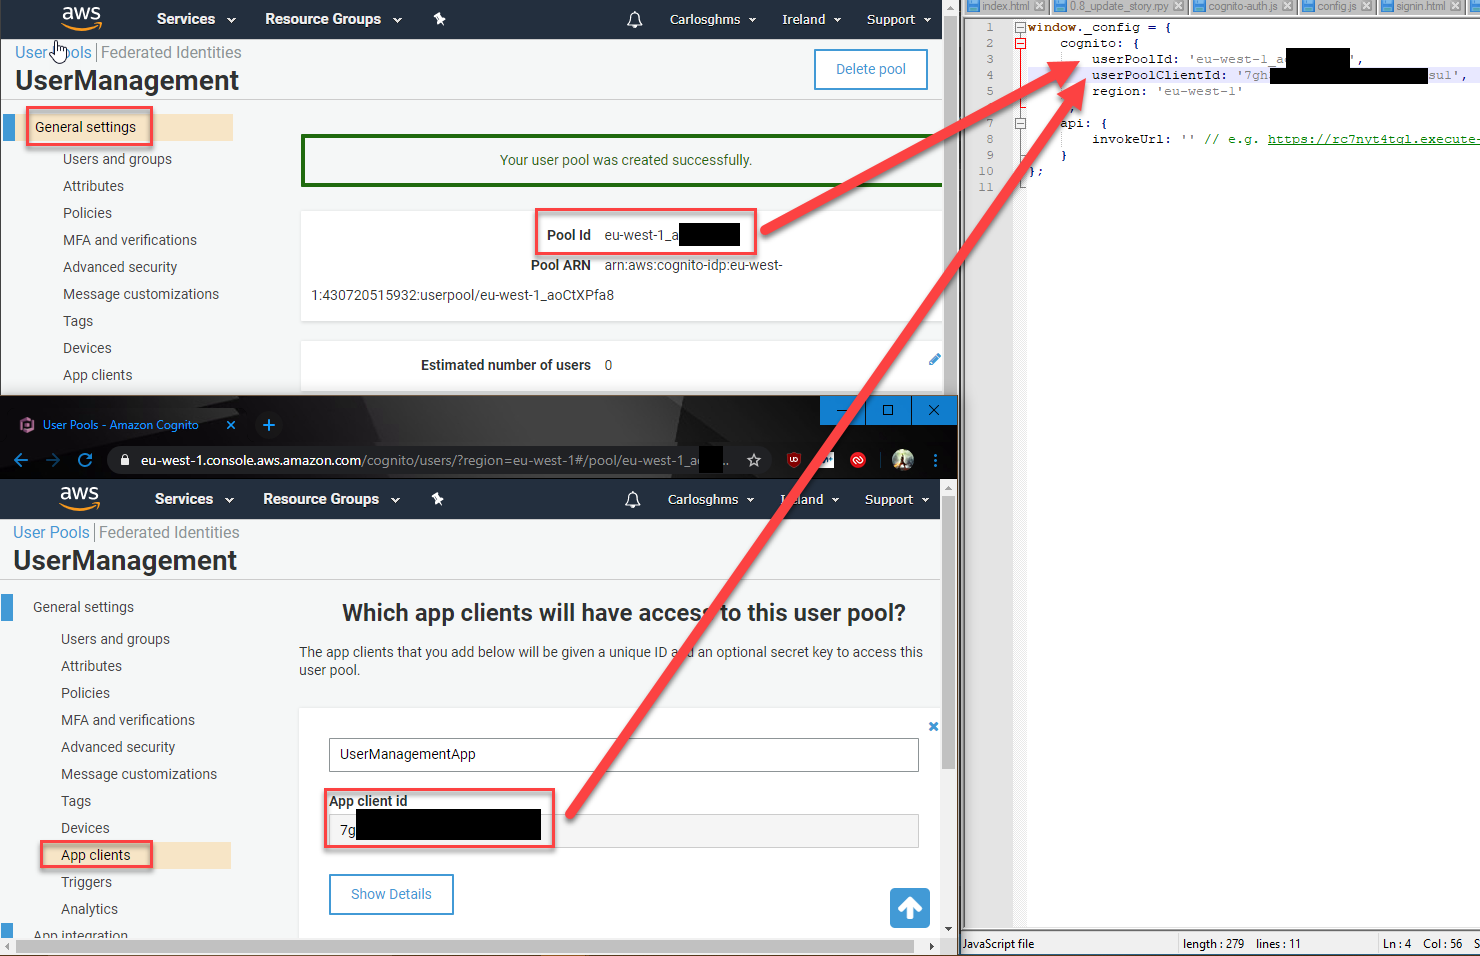 aws Services Resource Groups Carlosghms Ireland Support
User Pools | Federated Identities
UserManagement
Delete pool
General settings
Users and groups
Attributes
Policies
MFA and verifications
Advanced security
Message customizations
Tags
Devices
App clients
Your user pool was created successfully.
Pool Id eu-west-1_a
Pool ARN arn:aws:cognito-idp:eu-west-
1:430720515932:userpool/eu-west-1_aoCtXPfa8
Estimated number of users 0
User Pools - Amazon Cognito
eu-west-1.console.aws.amazon.com/cognito/users/?region=eu-west-1#/pool/eu-west-1_a ...
aws Services Resource Groups Carlosghms Ireland Support
User Pools | Federated Identities
UserManagement
General settings
Users and groups
Attributes
Policies
MFA and verifications
Advanced security
Message customizations
Tags
Devices
App clients
Triggers
Analytics
App integration
Which app clients will have access to this user pool?
The app clients that you add below will be given a unique ID and an optional secret key to access this
user pool.
UserManagementApp
App client id
7g
Show Details
index.html 0.8_update_story.rpy cognito-auth.js config.js signin.html
1 window._config = {
2 cognito: {
3 userPoolId: 'eu-west-1_a ',
4 userPoolClientId: '7gh sul',
5 region: 'eu-west-1'
7 api: {
8 invokeUrl: '' // e.g. https://rc7nyt4tql.execute-
9 }
10 };
11
JavaScript file length : 279 lines : 11 Ln : 4 Col : 56 S